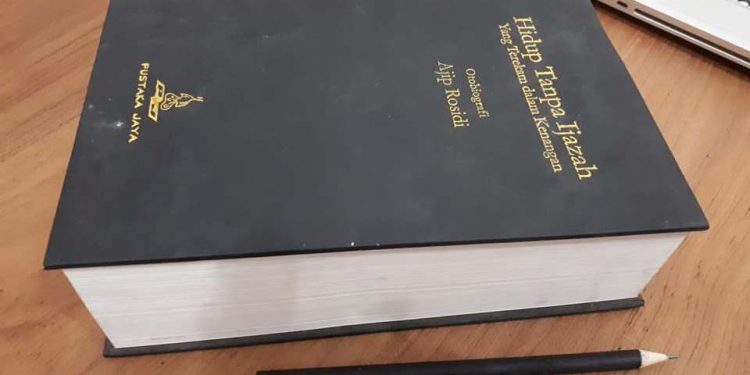 Hidup Tanpa Ijazah
Yang Terekam dalam Kenangan
Otobiografi
Ajip Rosidi
PUSTAKA JAYA